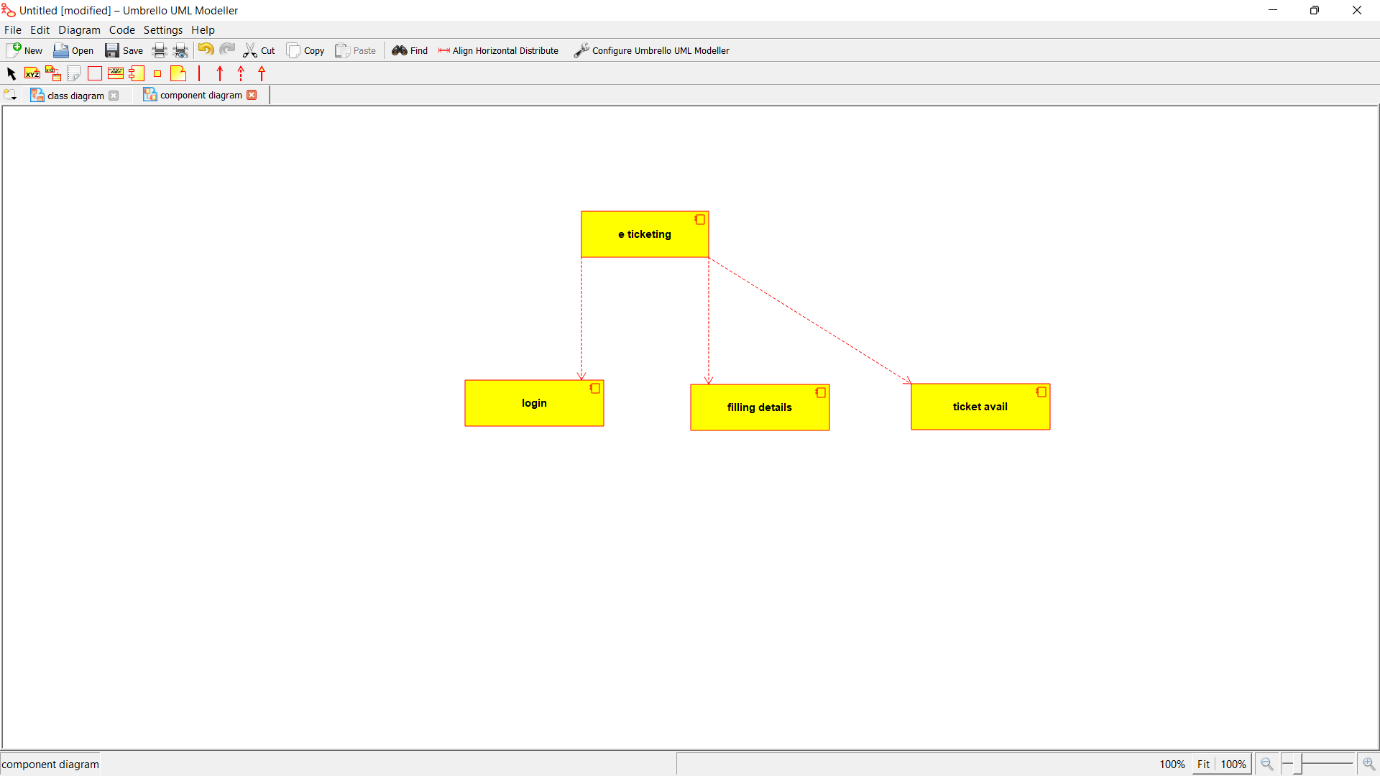 Untitled [modified] – Umbrello UML Modeller
File Edit Diagram Code Settings Help
New Open Save Cut Copy Paste Find Align Horizontal Distribute Configure Umbrello UML Modeller
XYZ
class diagram component diagram
e ticketing
login
filling details
ticket avail
component diagram 100% Fit 100%